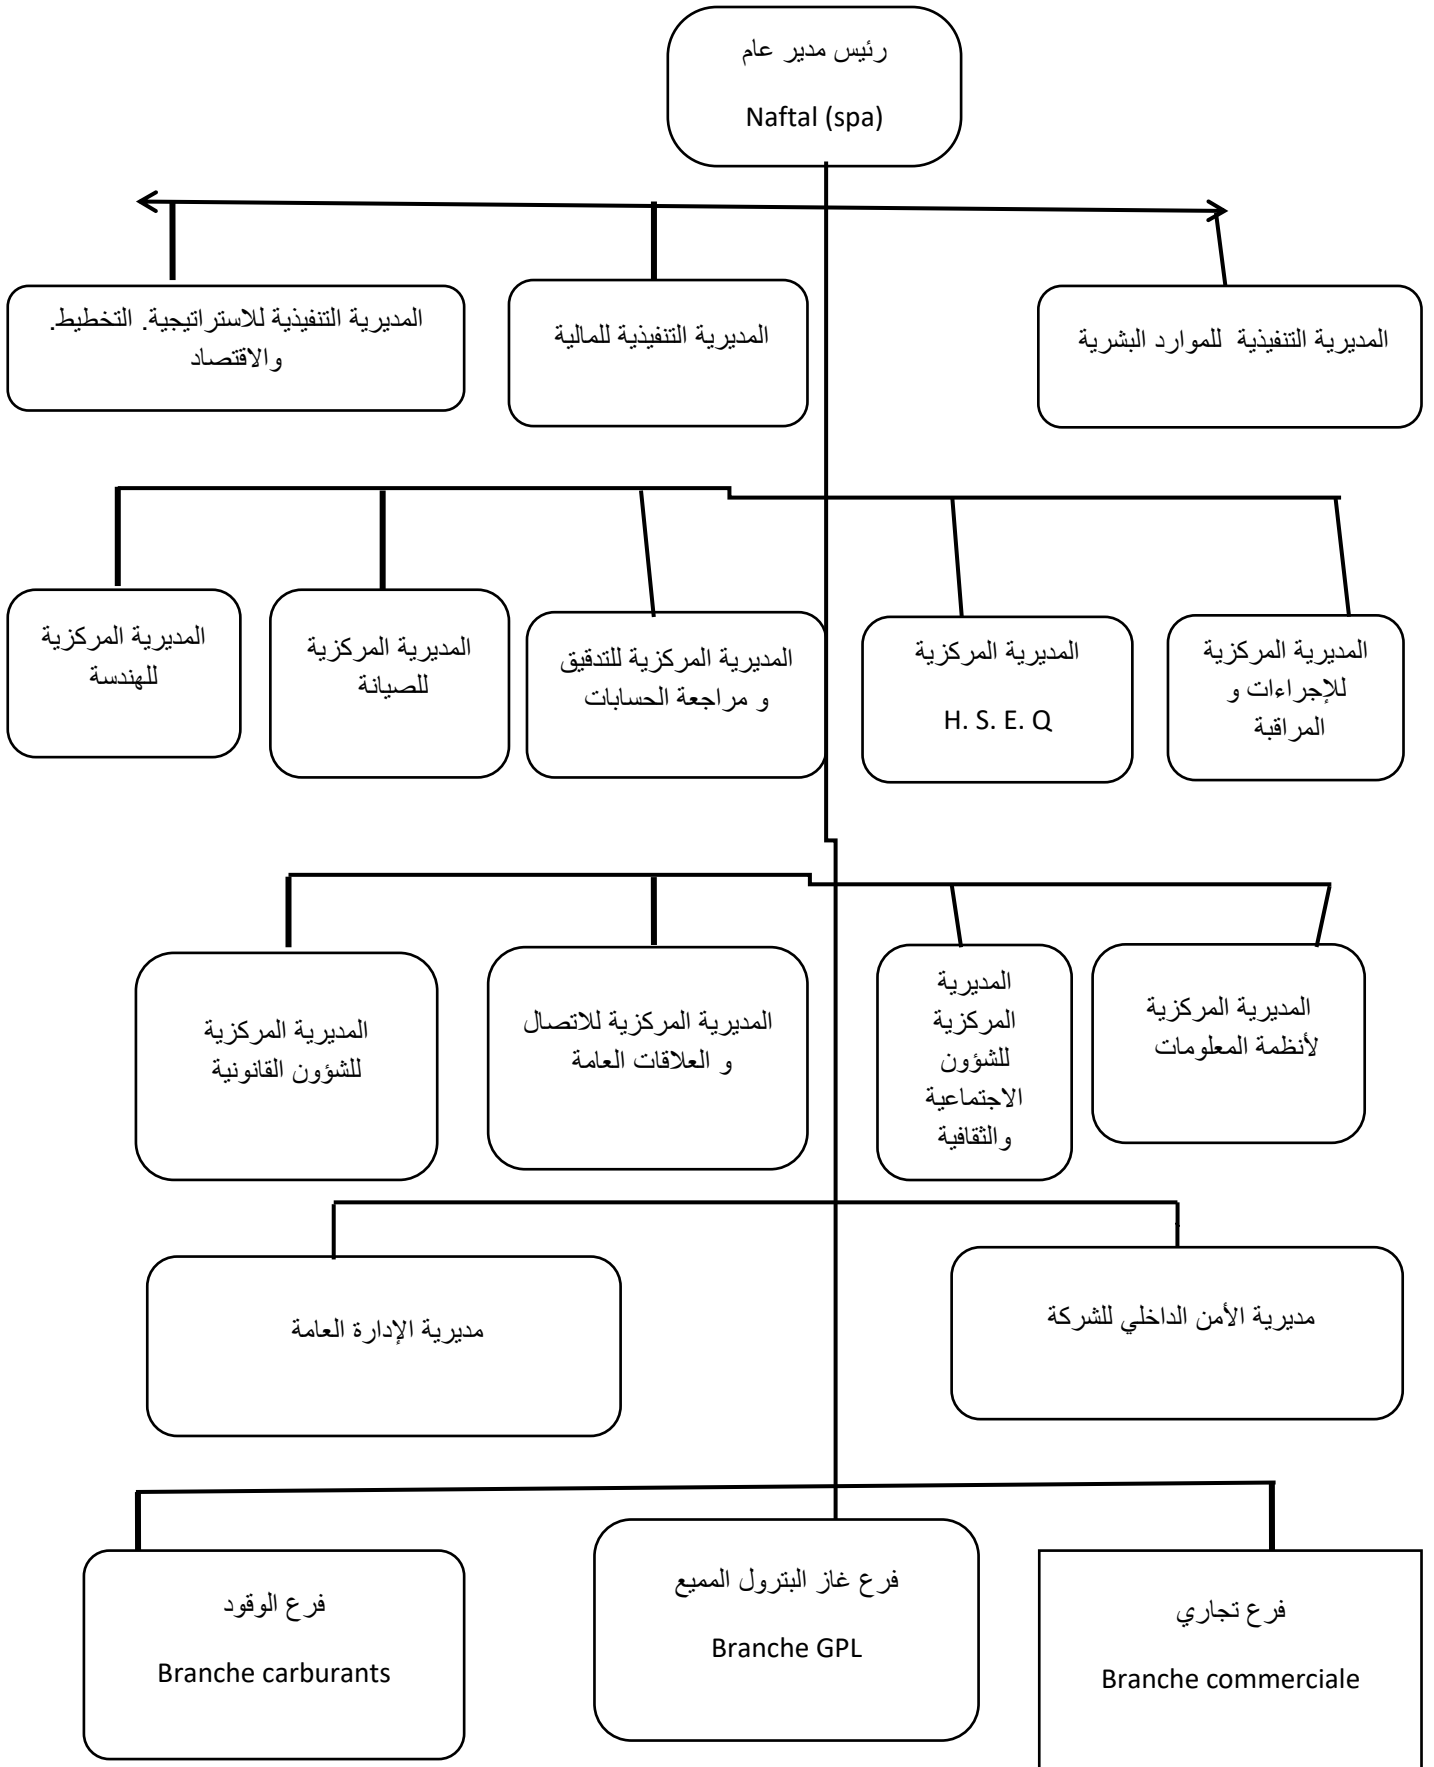 رئيس مدير عام
Naftal (spa)
المديرية التنفيذية للموارد البشرية
المديرية التنفيذية للمالية
المديرية التنفيذية للاستراتيجية. التخطيط.
والاقتصاد
المديرية المركزية
للإجراءات و
المراقبة
المديرية المركزية
H. S. E. Q
المديرية المركزية للتدقيق
و مراجعة الحسابات
المديرية المركزية
للصيانة
المديرية المركزية
للهندسة
المديرية المركزية
لأنظمة المعلومات
المديرية
المركزية
للشؤون
الاجتماعية
والثقافية
المديرية المركزية للاتصال
و العلاقات العامة
المديرية المركزية
للشؤون القانونية
مديرية الأمن الداخلي للشركة
مديرية الإدارة العامة
فرع تجاري
Branche commerciale
فرع غاز البترول المميع
Branche GPL
فرع الوقود
Branche carburants